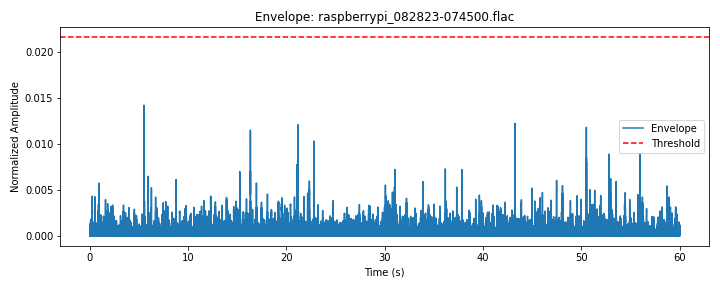 Envelope: raspberrypi_082823-074500.flac
Normalized Amplitude
0.020
0.015
0.010
0.005
0.000
Envelope
Threshold
0 10 20 30 40 50 60
Time (s)